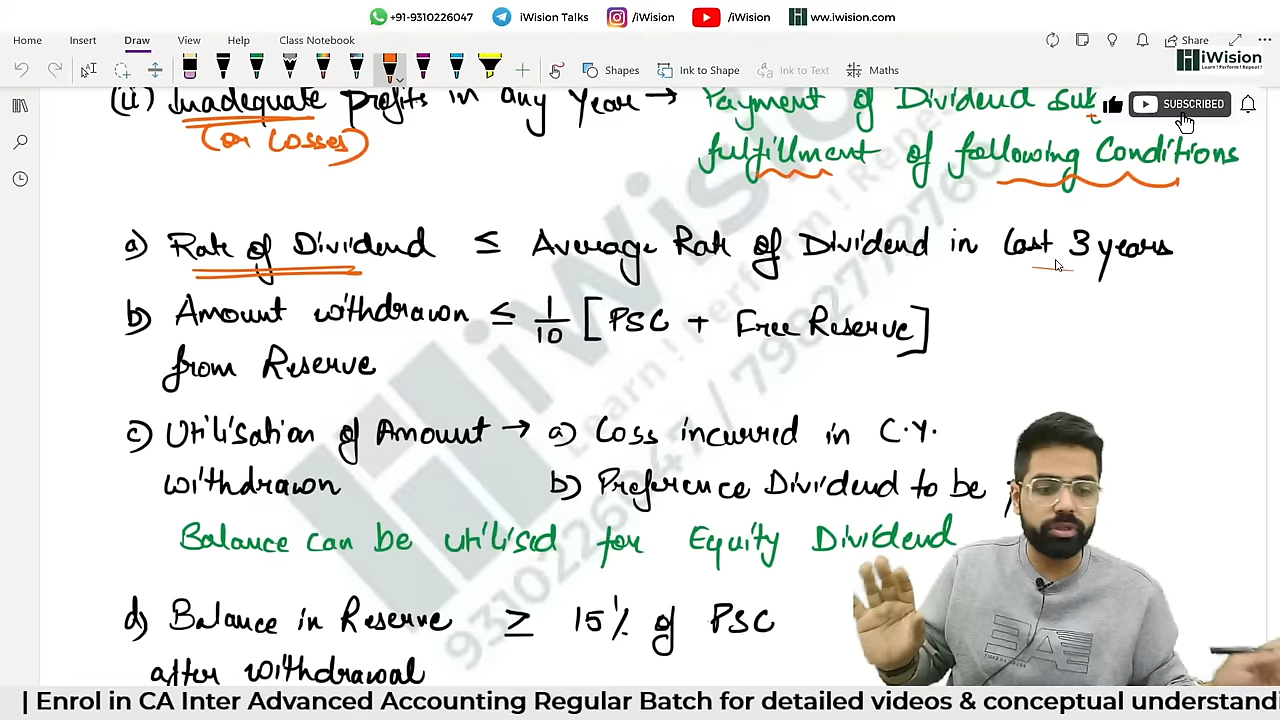 +91-9310226047 iWision Talks /iWision /iWision ww.iwision.com
Home Insert Draw View Help Class Notebook Share
Shapes Ink to Shape Ink to Text Maths
iWision
Learn ! Perform ! Repeat !
SUBSCRIBED
(ii) Inadequate profits in any Year → Payment of Dividend
(or Losses) fulfillment of following Conditions
a) Rate of Dividend ≤ Average Rate of Dividend in last 3 years
b) Amount withdrawn ≤ 1/10 [PSC + Free Reserve]
from Reserve
c) Utilisation of Amount → a) Loss incurred in C.Y.
withdrawn b) Preference Dividend to be
Balance can be utilised for Equity Dividend
d) Balance in Reserve ≥ 15% of PSC
after withdrawal
| Enrol in CA Inter Advanced Accounting Regular Batch for detailed videos & conceptual understandi